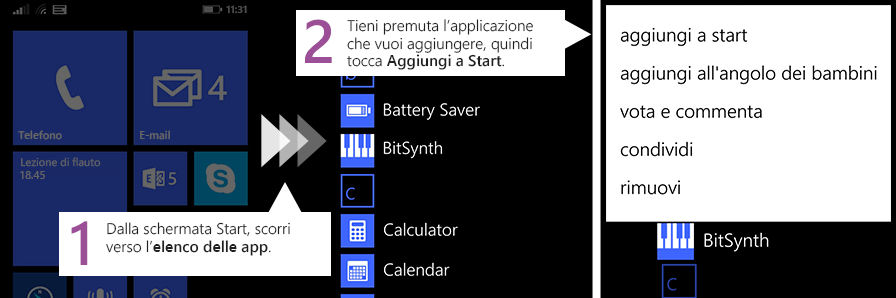 11:31
4
Telefono
E-mail
Lezione di flauto
18.45
E 5
S
1
Dalla schermata Start, scorri
verso l'elenco delle app.
2
Tieni premuta l'applicazione
che vuoi aggiungere, quindi
tocca Aggiungi a Start.
b
Battery Saver
BitSynth
c
Calculator
Calendar
aggiungi a start
aggiungi all'angolo dei bambini
vota e commenta
condividi
rimuovi
BitSynth
c